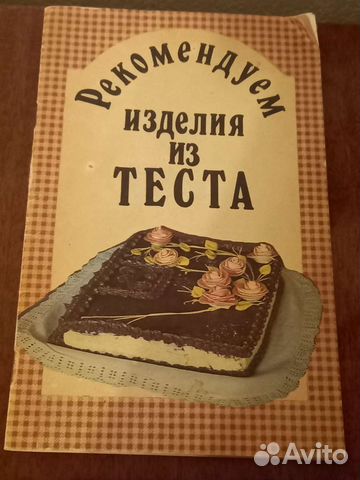 Рекомендуем
изделия
из
ТЕСТА
Avito